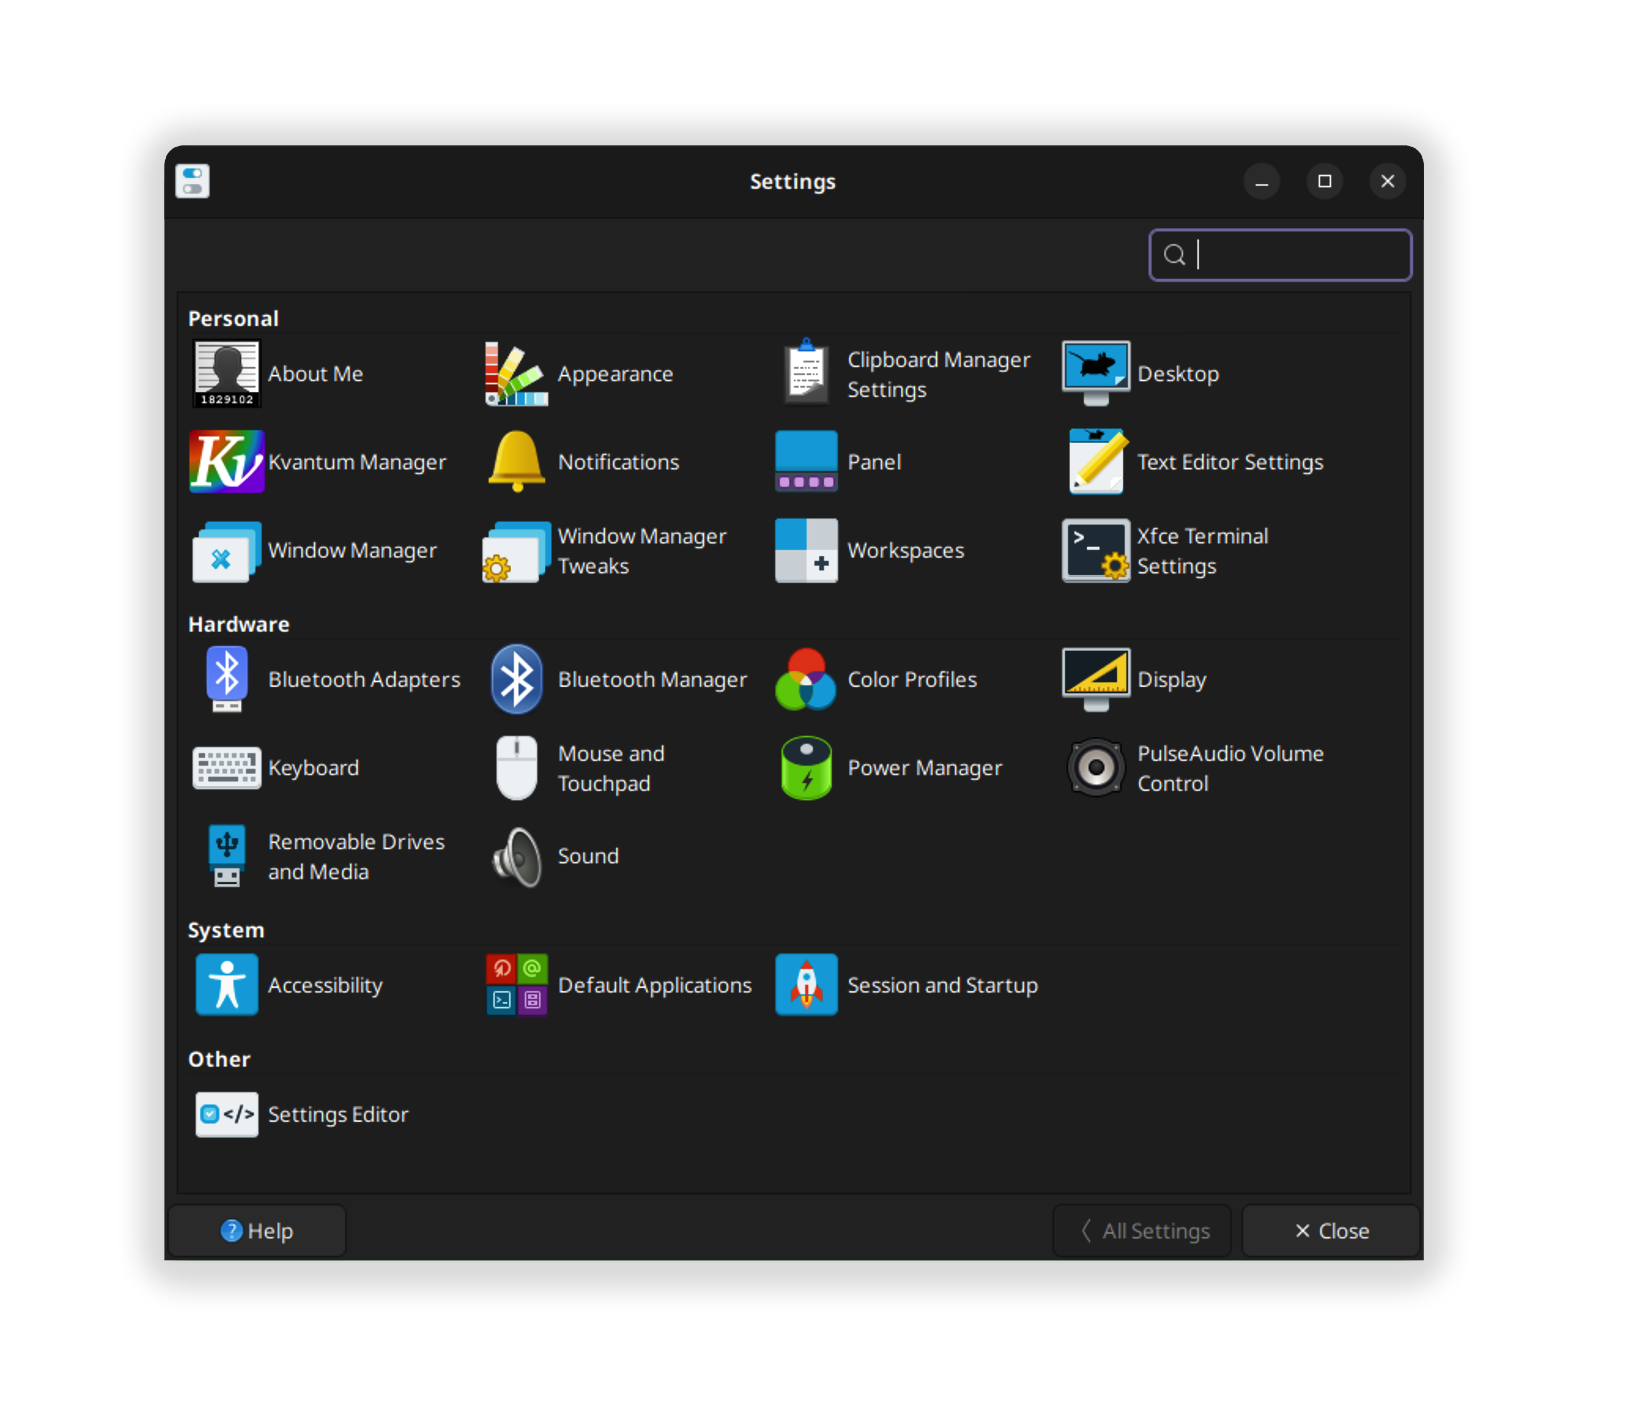 Settings
Personal
1829102
About Me
Appearance
Clipboard Manager
Settings
Desktop
Kv
Kvantum Manager
Notifications
Panel
Text Editor Settings
Window Manager
Window Manager
Tweaks
Workspaces
>_
Xfce Terminal
Settings
Hardware
Bluetooth Adapters
Bluetooth Manager
Color Profiles
Display
Keyboard
Mouse and
Touchpad
Power Manager
PulseAudio Volume
Control
Removable Drives
and Media
Sound
System
Accessibility
@
>_
Default Applications
Session and Startup
Other
</>
Settings Editor
? Help
All Settings
Close